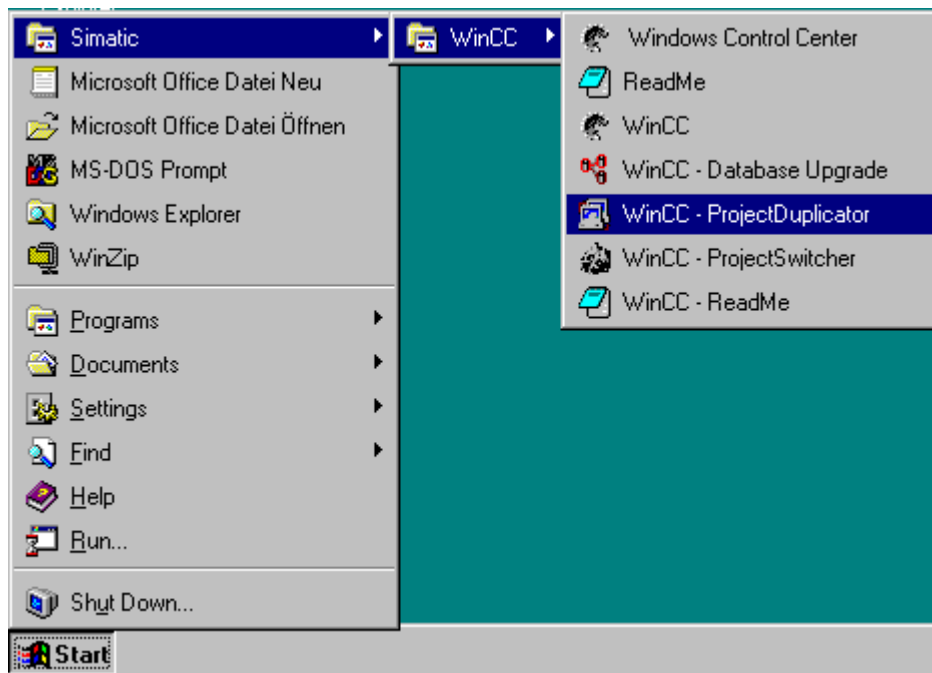 Simatic
Microsoft Office Datei Neu
Microsoft Office Datei Öffnen
MS-DOS Prompt
Windows Explorer
WinZip
Programs
Documents
Settings
Find
Help
Run...
Shut Down...
Start
WinCC
Windows Control Center
ReadMe
WinCC
WinCC - Database Upgrade
WinCC - ProjectDuplicator
WinCC - ProjectSwitcher
WinCC - ReadMe